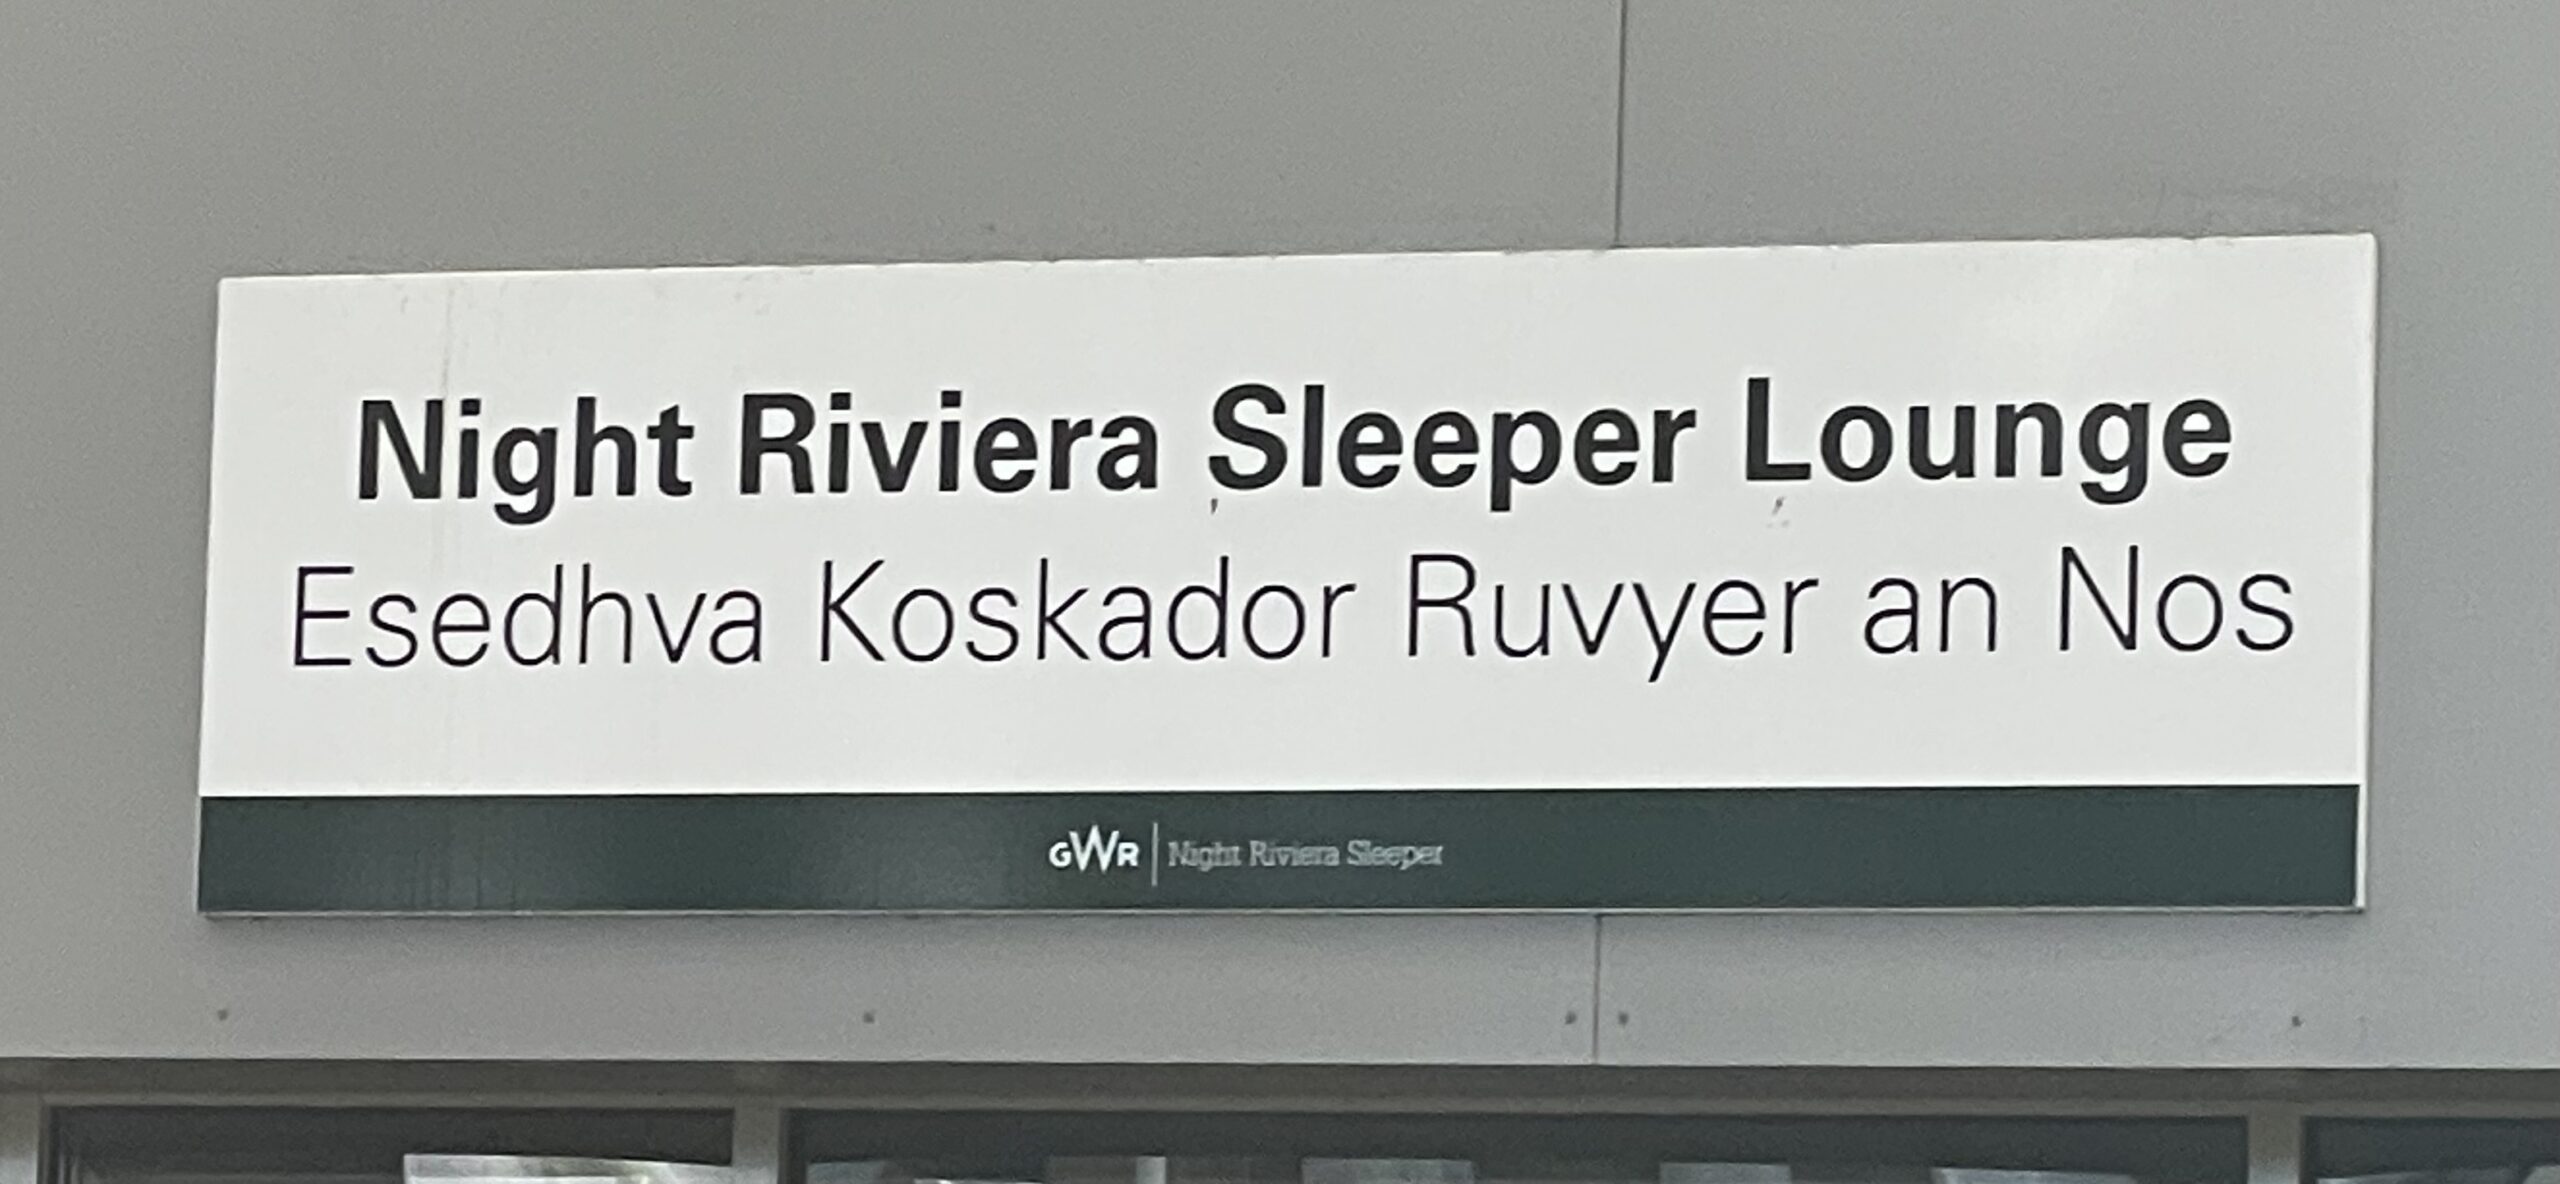 Night Riviera Sleeper Lounge
Esedhva Koskador Ruvyer an Nos
GWR | Night Riviera Sleeper